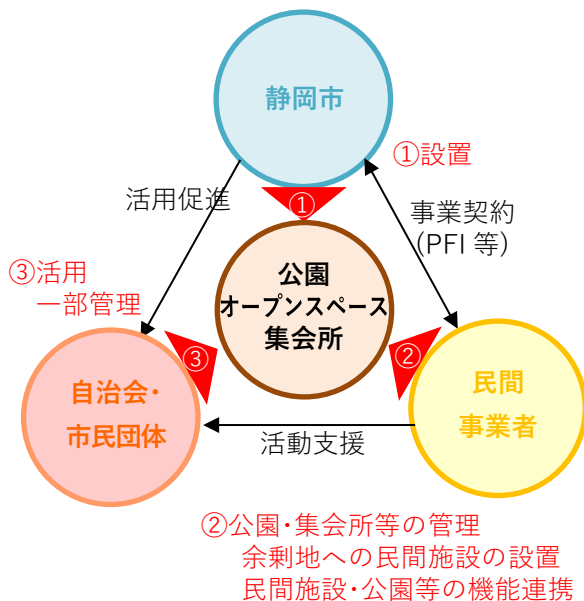 静岡市
①設置
①
活用促進
事業契約
(PFI 等)
③活用
一部管理
公園
オープンスペース
集会所
③
②
自治会・
市民団体
民間
事業者
活動支援
②公園・集会所等の管理
余剰地への民間施設の設置
民間施設・公園等の機能連携